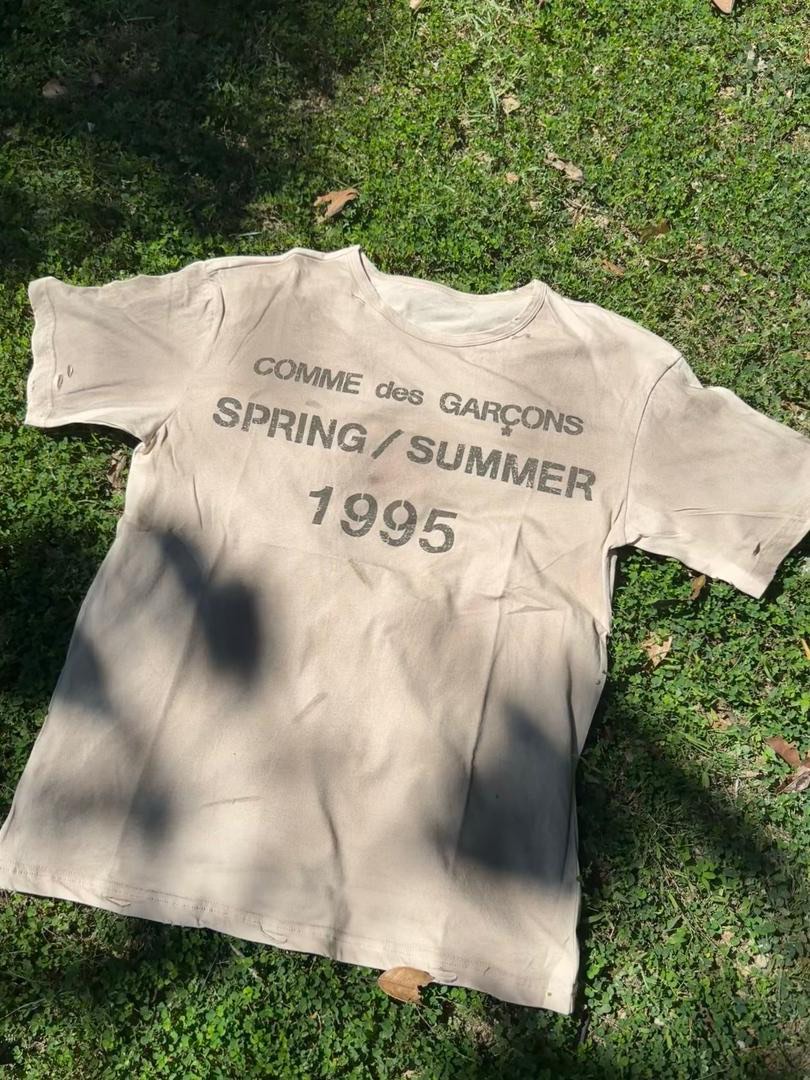 COMME des GARÇONS
SPRING / SUMMER
1995